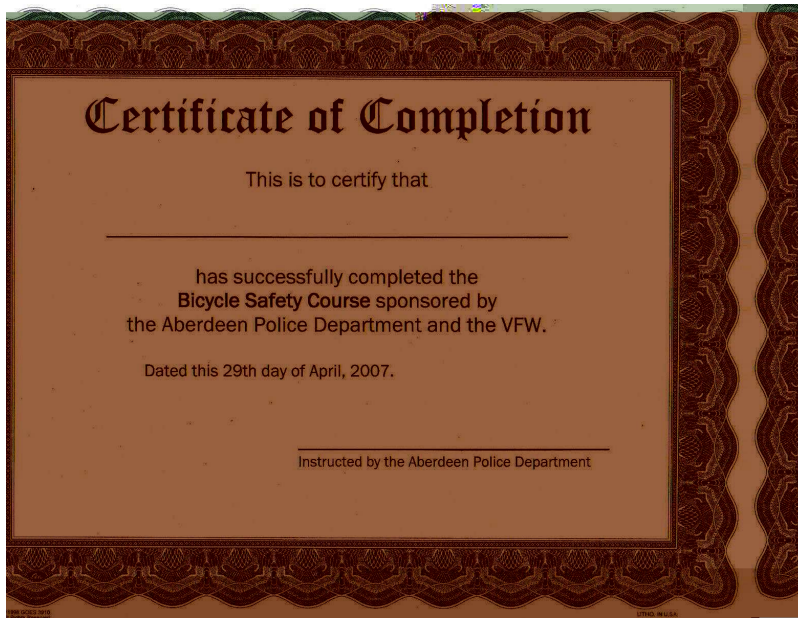 Certificate of Completion
This is to certify that
has successfully completed the
Bicycle Safety Course sponsored by
the Aberdeen Police Department and the VFW.
Dated this 29th day of April, 2007.
Instructed by the Aberdeen Police Department
LITHO. IN U.S.A.